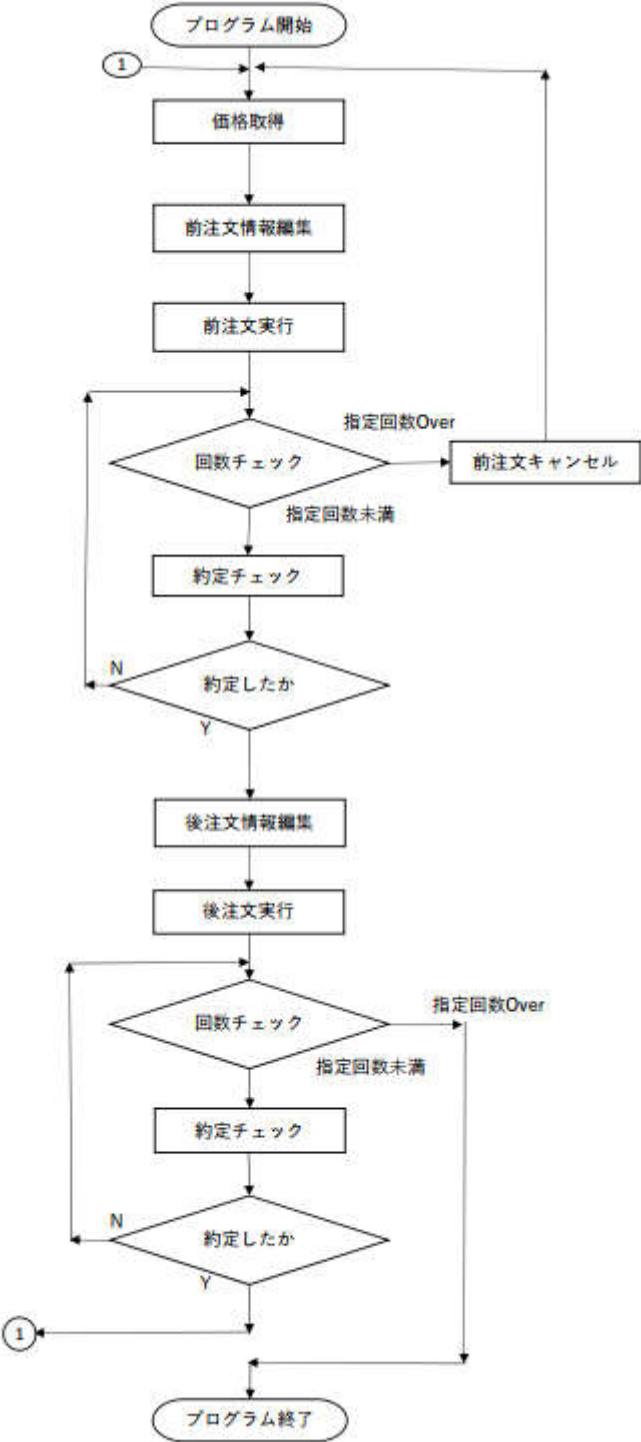 プログラム開始
1
価格取得
前注文情報編集
前注文実行
指定回数Over
回数チェック
前注文キャンセル
指定回数未満
約定チェック
N
約定したか
Y
後注文情報編集
後注文実行
指定回数Over
回数チェック
指定回数未満
約定チェック
N
約定したか
Y
1
プログラム終了